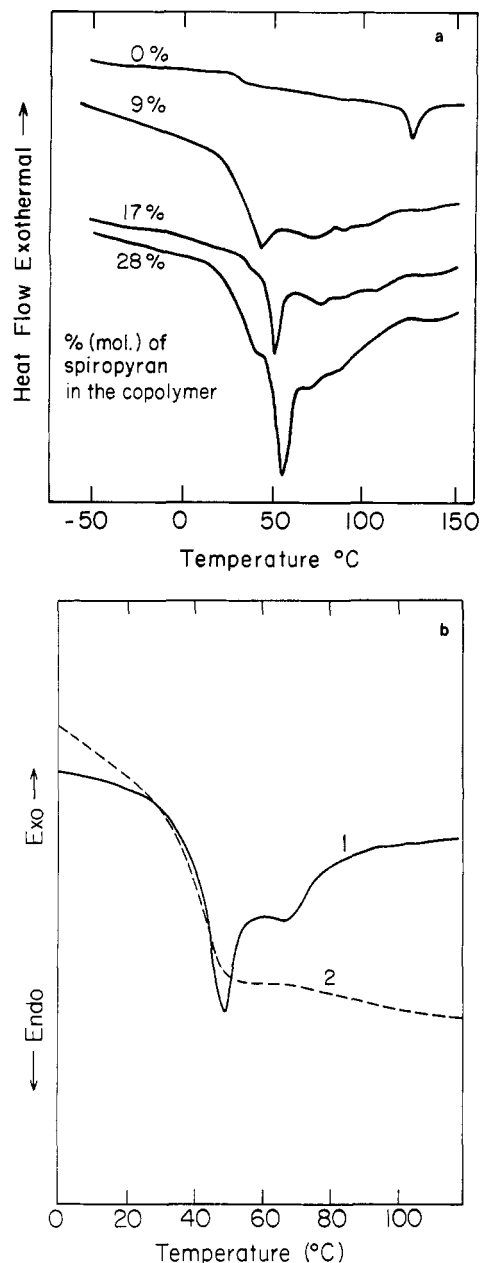 a
0 %
9 %
17 %
28 %
% (mol.) of
spiropyran
in the copolymer
Heat Flow Exothermal →
-50 0 50 100 150
Temperature °C
b
Exo →
← Endo
1
2
0 20 40 60 80 100
Temperature (°C)